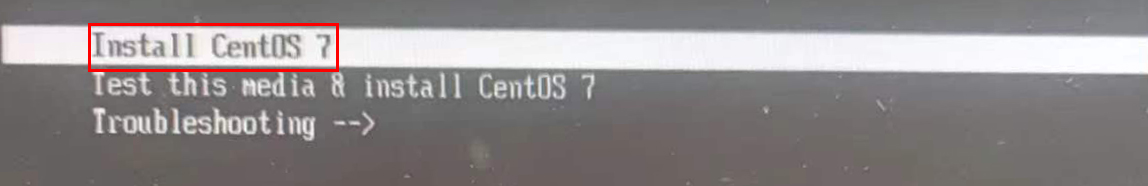 Install CentOS 7
Test this media & install CentOS 7
Troubleshooting -->